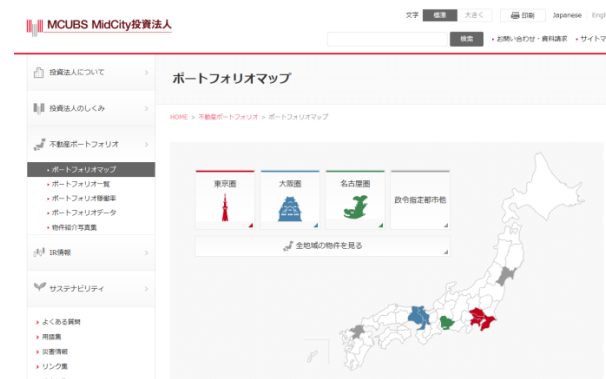 文字 標準 大きく 印刷 Japanese Engl
MCUBS MidCity投資法人
検索 お問い合わせ・資料請求 サイトマ
投資法人について
ポートフォリオマップ
投資法人のしくみ
HOME > 不動産ポートフォリオ > ポートフォリオマップ
不動産ポートフォリオ
ポートフォリオマップ
ポートフォリオ一覧
ポートフォリオ稼働率
ポートフォリオデータ
物件紹介写真集
東京圏 大阪圏 名古屋圏 政令指定都市他
全地域の物件を見る
IR情報
サステナビリティ
よくある質問
用語集
災害情報
リンク集